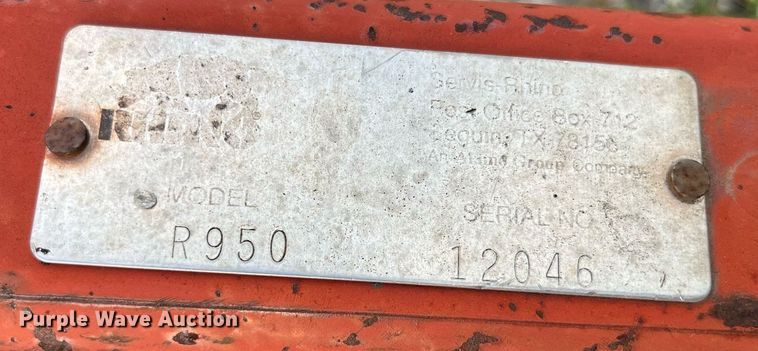 RHINO®
Servis-Rhino
Post Office Box 712
Seguin, TX 78156
An Alamo Group Company
MODEL
SERIAL NO.
R950
12046
Purple Wave Auction